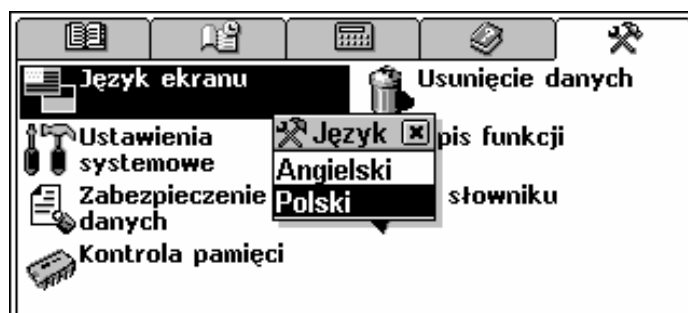 Język ekranu
Usunięcie danych
Ustawienia
systemowe
Język
pis funkcji
Angielski
Zabezpieczenie
danych
Polski
słowniku
Kontrola pamięci